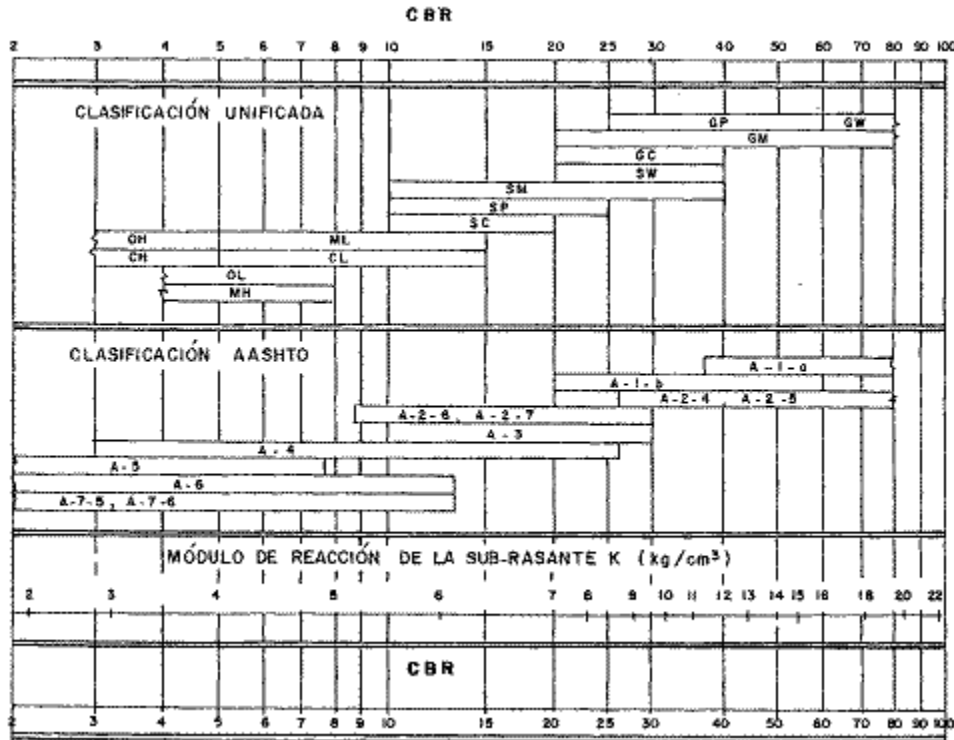 CBR
2 3 4 5 6 7 8 9 10 15 20 25 30 40 50 60 70 80 90 100
CLASIFICACIÓN UNIFICADA
GP GW
GM
GC
SW
SM
SP
SC
OH ML
CH CL
OL
MH
CLASIFICACIÓN AASHTO
A-1-a
A-1-b
A-2-4, A-2-5
A-2-6, A-2-7
A-3
A-4
A-5
A-6
A-7-5, A-7-6
MÓDULO DE REACCIÓN DE LA SUB-RASANTE K (kg/cm³)
2 3 4 5 6 7 8 9 10 11 12 13 14 15 16 18 20 22
CBR
2 3 4 5 6 7 8 9 10 15 20 25 30 40 50 60 70 80 90 100